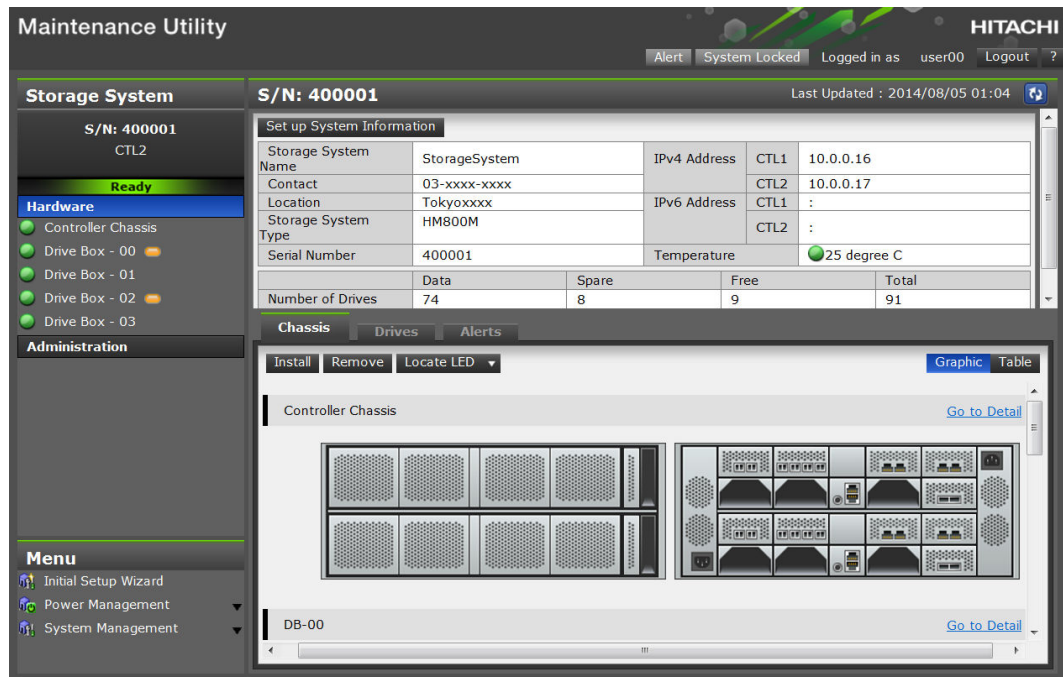 Maintenance Utility
HITACHI
Alert System Locked Logged in as user00 Logout ?
Storage System
S/N: 400001
CTL2
Ready
Hardware
Controller Chassis
Drive Box - 00
Drive Box - 01
Drive Box - 02
Drive Box - 03
Administration
Menu
Initial Setup Wizard
Power Management
System Management
S/N: 400001 Last Updated : 2014/08/05 01:04
Set up System Information
Storage System Name StorageSystem IPv4 Address CTL1 10.0.0.16
Contact 03-xxxx-xxxx CTL2 10.0.0.17
Location Tokyoxxxx IPv6 Address CTL1 :
Storage System Type HM800M CTL2 :
Serial Number 400001 Temperature 25 degree C
Data Spare Free Total
Number of Drives 74 8 9 91
Chassis Drives Alerts
Install Remove Locate LED Graphic Table
Controller Chassis Go to Detail
DB-00 Go to Detail